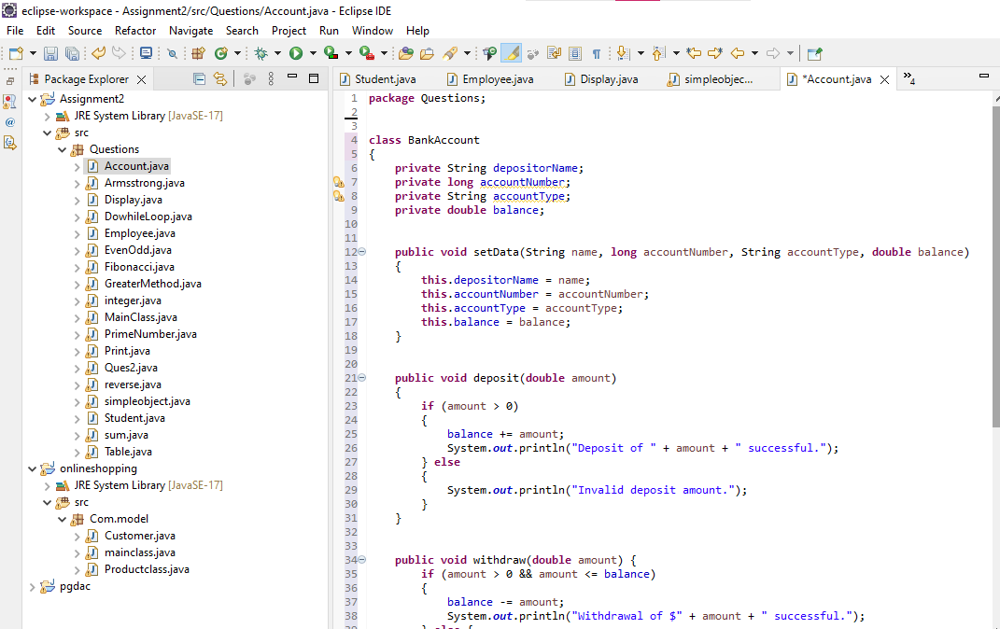 eclipse-workspace - Assignment2/src/Questions/Account.java - Eclipse IDE
File Edit Source Refactor Navigate Search Project Run Window Help
Package Explorer
Assignment2
JRE System Library [JavaSE-17]
src
Questions
Account.java
Armsstrong.java
Display.java
DowhileLoop.java
Employee.java
EvenOdd.java
Fibonacci.java
GreaterMethod.java
integer.java
MainClass.java
PrimeNumber.java
Print.java
Ques2.java
reverse.java
simpleobject.java
Student.java
sum.java
Table.java
onlineshopping
JRE System Library [JavaSE-17]
src
Com.model
Customer.java
mainclass.java
Productclass.java
pgdac
Student.java Employee.java Display.java simpleobjec... *Account.java 4
1 package Questions;
2
3
4 class BankAccount
5 {
6 private String depositorName;
7 private long accountNumber;
8 private String accountType;
9 private double balance;
10
11
12 public void setData(String name, long accountNumber, String accountType, double balance)
13 {
14 this.depositorName = name;
15 this.accountNumber = accountNumber;
16 this.accountType = accountType;
17 this.balance = balance;
18 }
19
20
21 public void deposit(double amount)
22 {
23 if (amount > 0)
24 {
25 balance += amount;
26 System.out.println("Deposit of " + amount + " successful.");
27 } else
28 {
29 System.out.println("Invalid deposit amount.");
30 }
31 }
32
33
34 public void withdraw(double amount) {
35 if (amount > 0 && amount <= balance)
36 {
37 balance -= amount;
38 System.out.println("Withdrawal of $" + amount + " successful.");
39 } else {